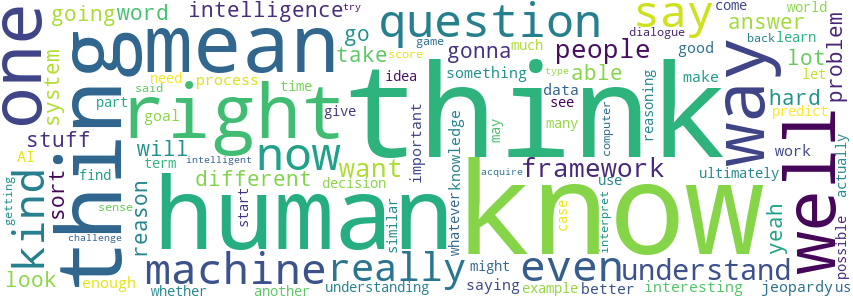 one
going
word
intelligence
try
question
say
come
world
thing
mean
go
take
gonna
much
people
answer
dialogue
back
learn
game
score
system
need
process
idea
something
able
good
way
lot
problem
right
think
part
said
time
give
data
see
make
let
type
hard
predict
stuff
goal
important
may
many
computer
reasoning
well
AI
will
now
term
intelligent
want
framework
work
actually
kind
sort
find
different
decision
acquire
use
ultimately
getting
sense
reason
human
start
similar
whatever
knowledge
know
case
interpret
yeah
possible
challenge
look
enough
machine
really
even
understand
might
whether
another
understanding
saying
example
better
interesting
jeopardy
us